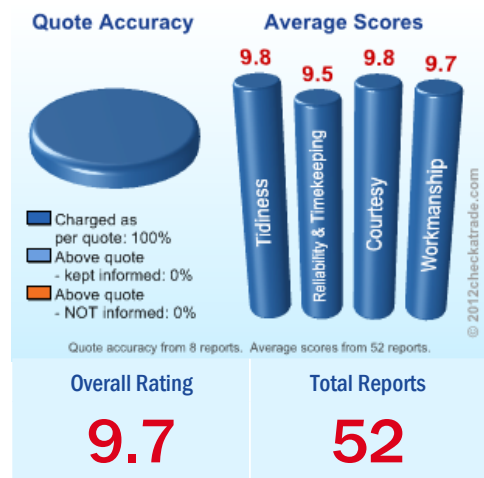 Quote Accuracy
Average Scores
9.8
9.5
9.8
9.7
Tidiness
Reliability & Timekeeping
Courtesy
Workmanship
Charged as
per quote: 100%
Above quote
- kept informed: 0%
Above quote
- NOT informed: 0%
© 2012checkatrade.com
Quote accuracy from 8 reports. Average scores from 52 reports.
Overall Rating
Total Reports
9.7
52